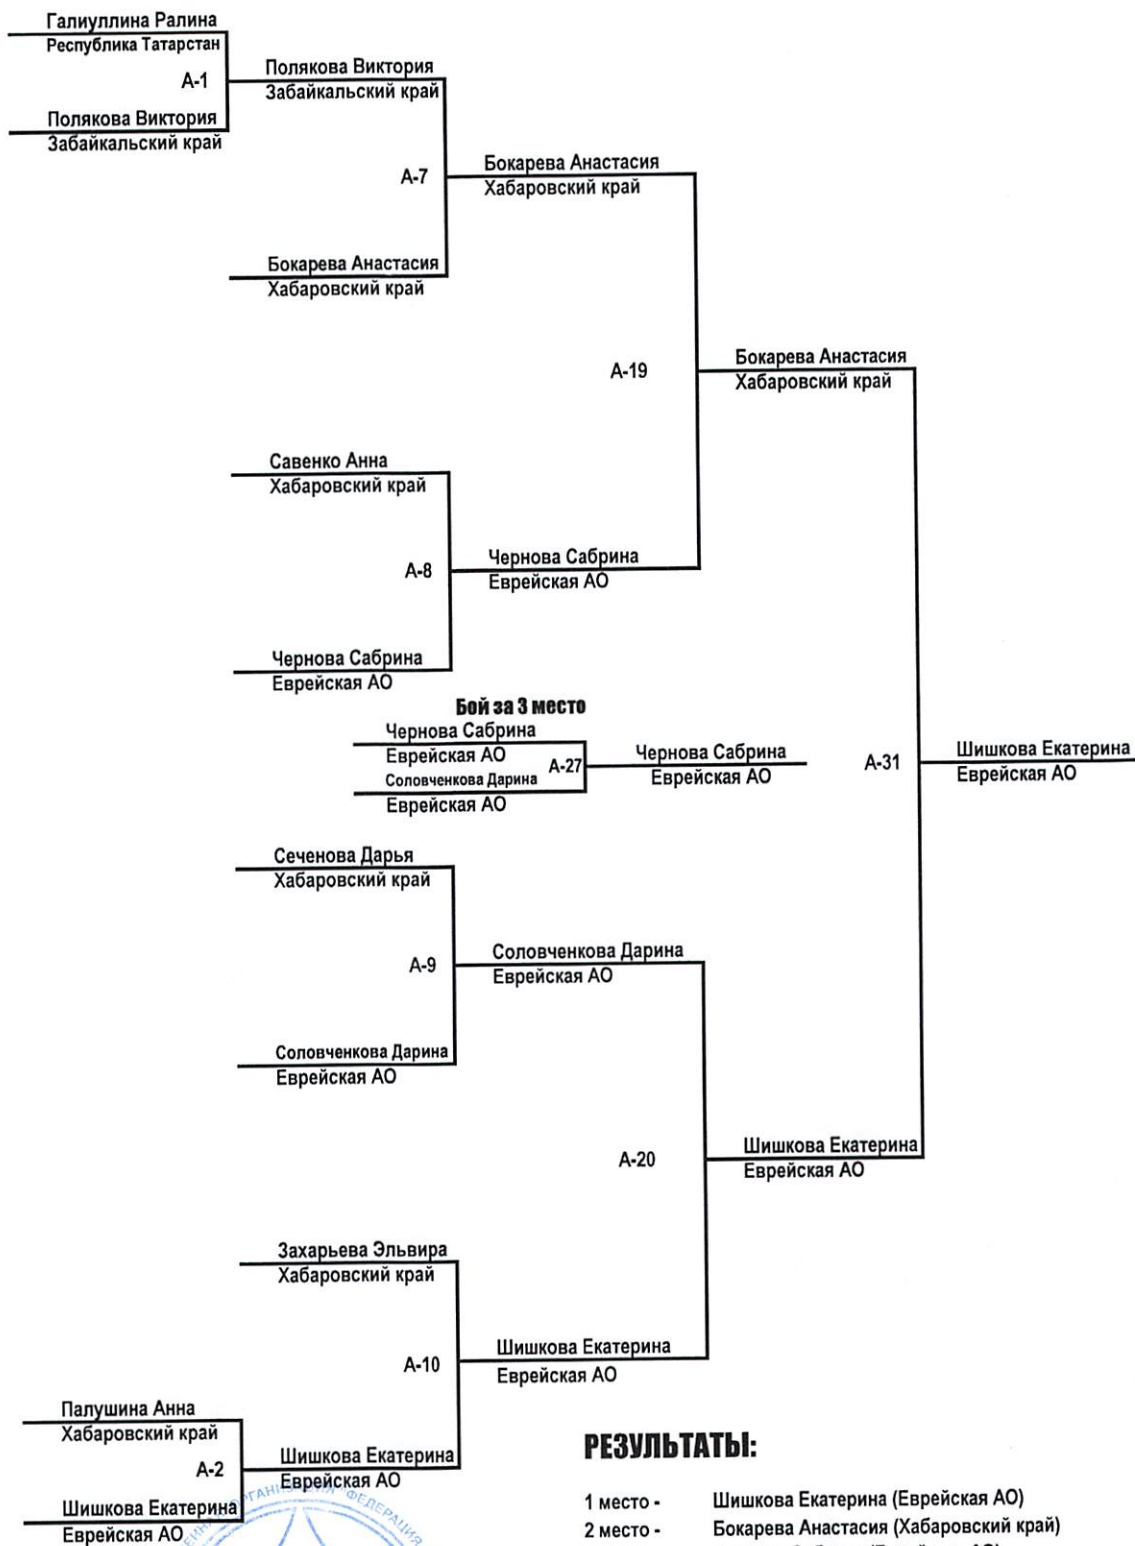 Галиуллина Ралина
Республика Татарстан
А-1
Полякова Виктория
Забайкальский край
Полякова Виктория
Забайкальский край
А-7
Бокарева Анастасия
Хабаровский край
Бокарева Анастасия
Хабаровский край
А-19
Бокарева Анастасия
Хабаровский край
Савенко Анна
Хабаровский край
А-8
Чернова Сабрина
Еврейская АО
Чернова Сабрина
Еврейская АО
Бой за 3 место
Чернова Сабрина
Еврейская АО
А-27
Соловченкова Дарина
Еврейская АО
Чернова Сабрина
Еврейская АО
А-31
Шишкова Екатерина
Еврейская АО
Сеченова Дарья
Хабаровский край
А-9
Соловченкова Дарина
Еврейская АО
Соловченкова Дарина
Еврейская АО
А-20
Шишкова Екатерина
Еврейская АО
Захарьева Эльвира
Хабаровский край
А-10
Шишкова Екатерина
Еврейская АО
Палушина Анна
Хабаровский край
А-2
Шишкова Екатерина
Еврейская АО
Шишкова Екатерина
Еврейская АО
РЕЗУЛЬТАТЫ:
1 место - Шишкова Екатерина (Еврейская АО)
2 место - Бокарева Анастасия (Хабаровский край)
ОРГАНИЗАЦИЯ "ФЕДЕРАЦИЯ